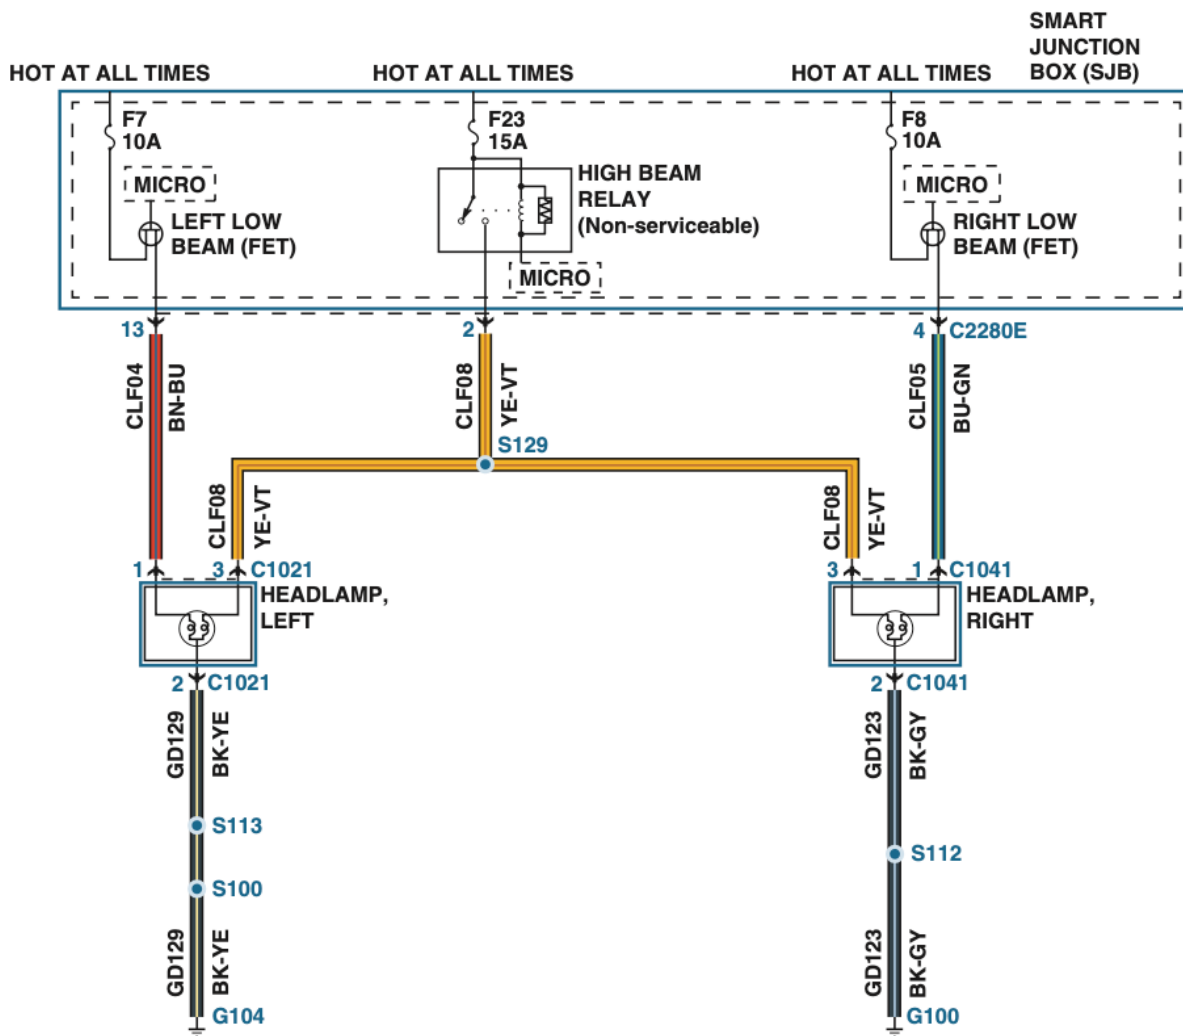 SMART
JUNCTION
BOX (SJB)
HOT AT ALL TIMES
HOT AT ALL TIMES
HOT AT ALL TIMES
F7
10A
F23
15A
F8
10A
MICRO
HIGH BEAM
RELAY
(Non-serviceable)
MICRO
LEFT LOW
BEAM (FET)
RIGHT LOW
BEAM (FET)
MICRO
13
2
4
C2280E
CLF04
BN-BU
CLF08
YE-VT
CLF05
BU-GN
S129
CLF08
YE-VT
CLF08
YE-VT
1
3
C1021
3
1
C1041
HEADLAMP,
LEFT
HEADLAMP,
RIGHT
2
C1021
2
C1041
GD129
BK-YE
GD123
BK-GY
S113
S112
S100
GD129
BK-YE
GD123
BK-GY
G104
G100